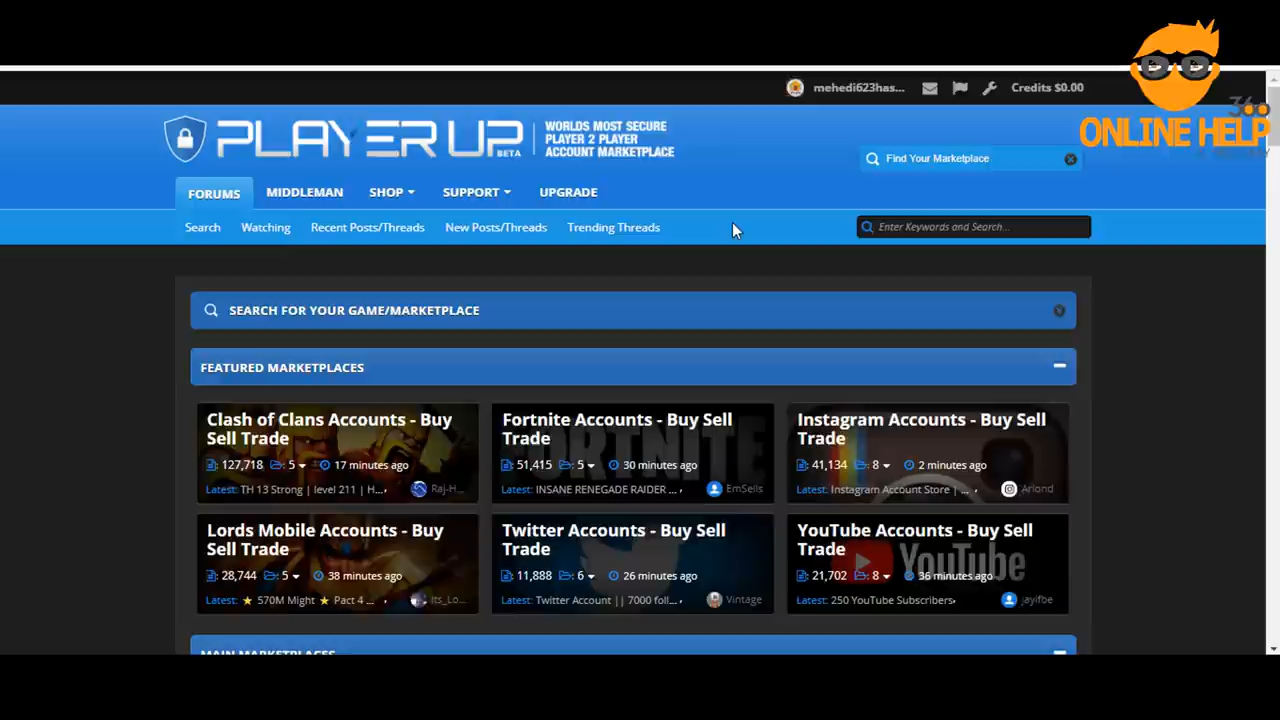 mehedi623has...
Credits $0.00
360
ONLINE HELP
PLAYER UP
BETA
WORLDS MOST SECURE
PLAYER 2 PLAYER
ACCOUNT MARKETPLACE
Find Your Marketplace
FORUMS MIDDLEMAN SHOP SUPPORT UPGRADE
Search Watching Recent Posts/Threads New Posts/Threads Trending Threads
Enter Keywords and Search...
SEARCH FOR YOUR GAME/MARKETPLACE
FEATURED MARKETPLACES
Clash of Clans Accounts - Buy
Sell Trade
127,718 5 17 minutes ago
Latest: TH 13 Strong | level 211 | H... Raj-H...
Fortnite Accounts - Buy Sell
Trade
FORTNITE
51,415 5 30 minutes ago
Latest: INSANE RENEGADE RAIDER ... EmSells
Instagram Accounts - Buy Sell
Trade
41,134 8 2 minutes ago
Latest: Instagram Account Store | ... Arlond
Lords Mobile Accounts - Buy
Sell Trade
28,744 5 38 minutes ago
Latest: ★ 570M Might ★ Pact 4 ... Its_Lo...
Twitter Accounts - Buy Sell
Trade
11,888 6 26 minutes ago
Latest: Twitter Account || 7000 foll... Vintage
YouTube Accounts - Buy Sell
Trade
YouTube
21,702 8 36 minutes ago
Latest: 250 YouTube Subscribers jayifbe
MAIN MARKETPLACES